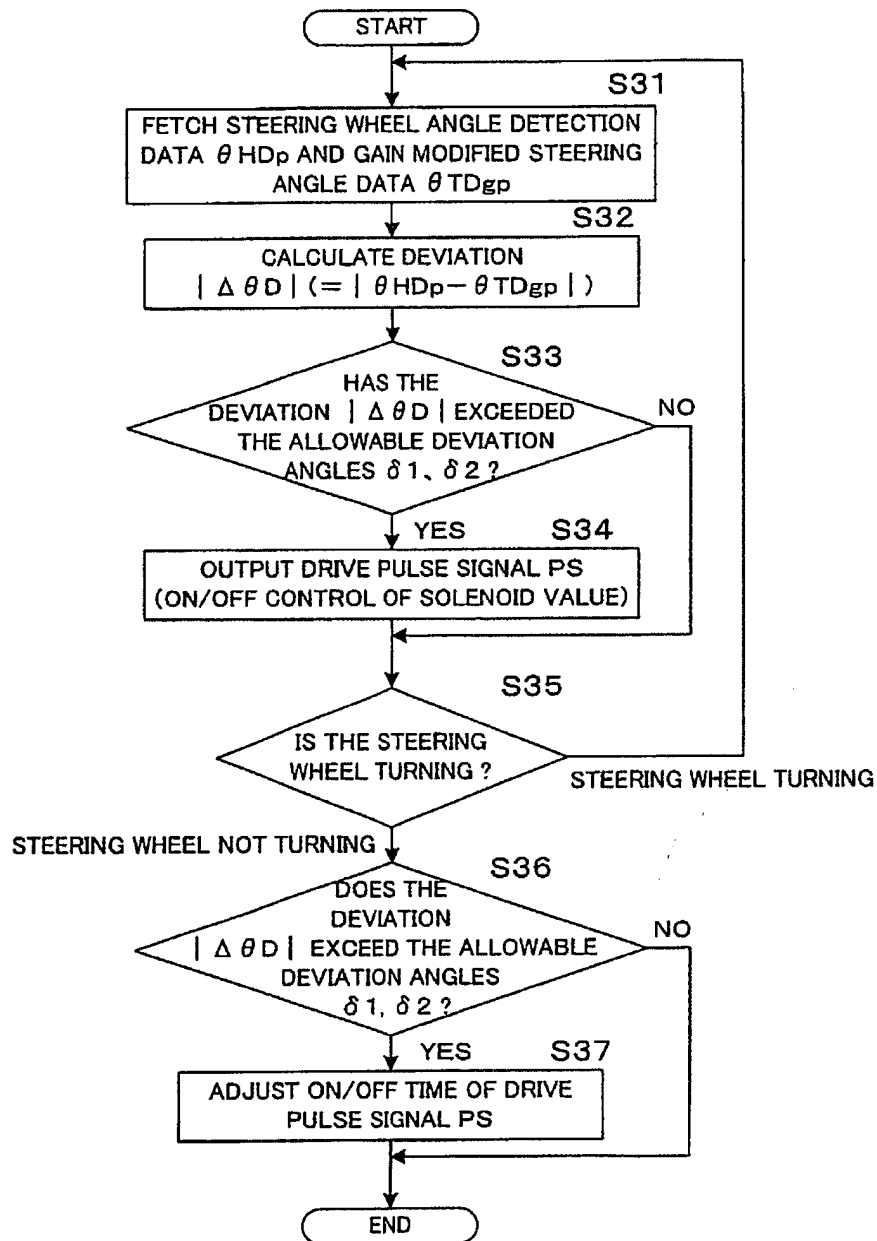 START
S31
FETCH STEERING WHEEL ANGLE DETECTION
DATA θ HDp AND GAIN MODIFIED STEERING
ANGLE DATA θ TDgp
S32
CALCULATE DEVIATION
| Δ θ D | (= | θ HDp − θ TDgp | )
S33
HAS THE
DEVIATION | Δ θ D | EXCEEDED
THE ALLOWABLE DEVIATION
ANGLES δ 1、δ 2 ?
NO
YES
S34
OUTPUT DRIVE PULSE SIGNAL PS
(ON/OFF CONTROL OF SOLENOID VALUE)
S35
IS THE STEERING
WHEEL TURNING ?
STEERING WHEEL TURNING
STEERING WHEEL NOT TURNING
S36
DOES THE
DEVIATION
| Δ θ D | EXCEED THE ALLOWABLE
DEVIATION ANGLES
δ 1, δ 2 ?
NO
YES
S37
ADJUST ON/OFF TIME OF DRIVE
PULSE SIGNAL PS
END